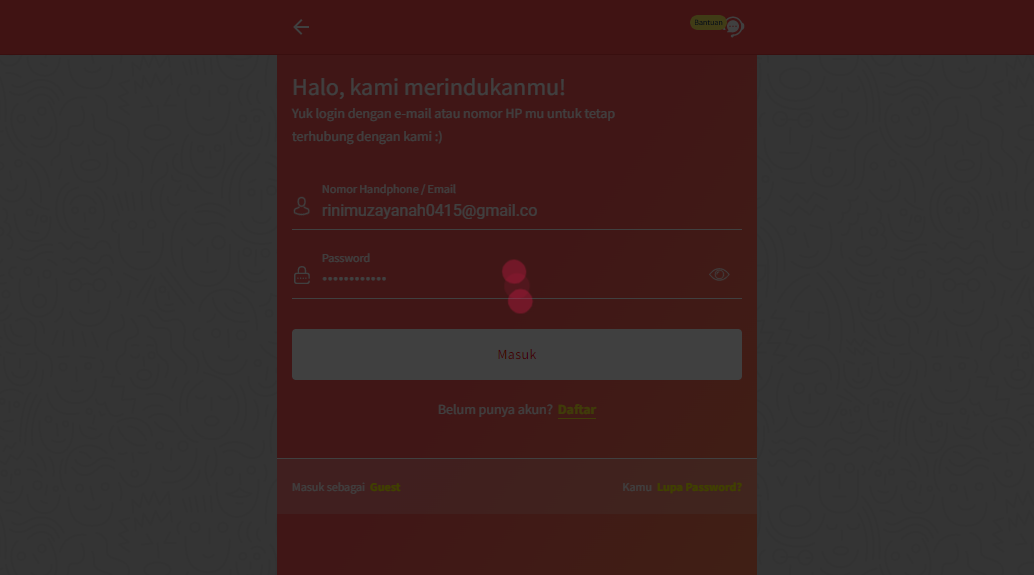 Bantuan
Halo, kami merindukanmu!
Yuk login dengan e-mail atau nomor HP mu untuk tetap
terhubung dengan kami :)
Nomor Handphone / Email
rinimuzayanah0415@gmail.co
Password
••••••••••••
Masuk
Belum punya akun? Daftar
Masuk sebagai Guest
Kamu Lupa Password?